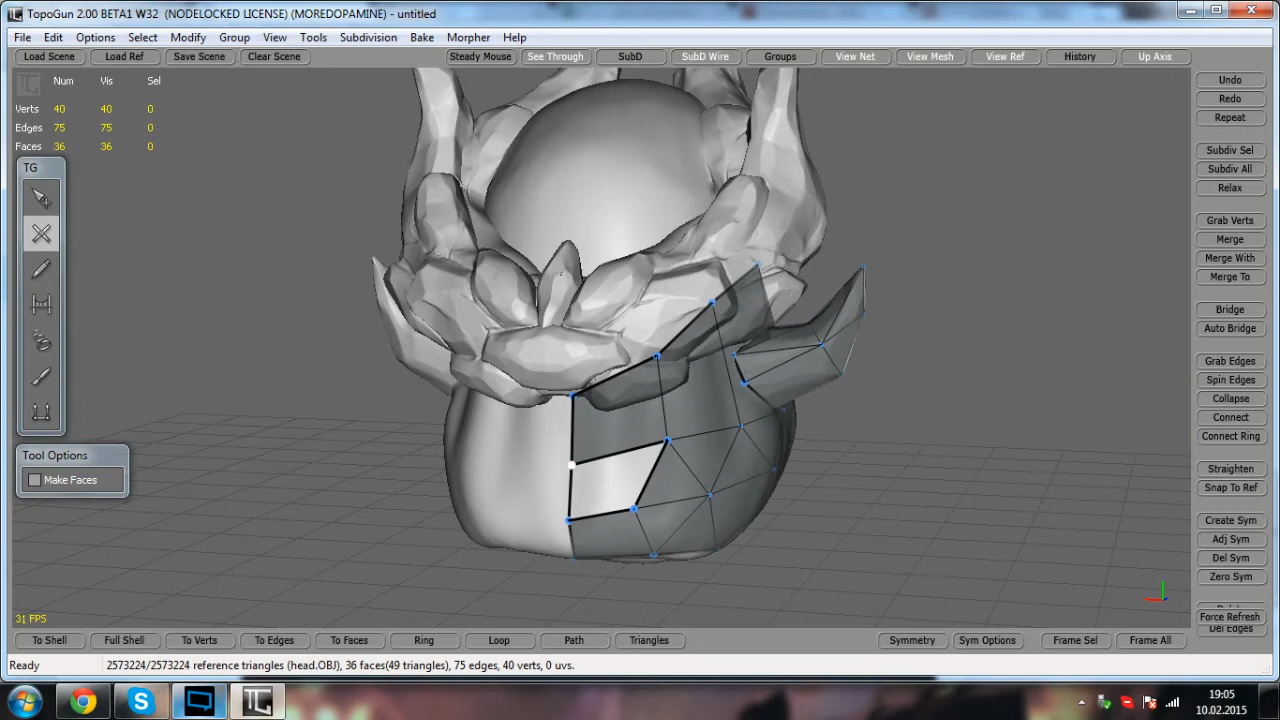 TopoGun 2.00 BETA1 W32 (NODELOCKED LICENSE) (MOREDOPAMINE) - untitled
File Edit Options Select Modify Group View Tools Subdivision Bake Morpher Help
Load Scene Load Ref Save Scene Clear Scene Steady Mouse See Through SubD SubD Wire Groups View Net View Mesh View Ref History Up Axis
Num Vis Sel
Verts 40 40 0
Edges 75 75 0
Faces 36 36 0
TG
Tool Options
Make Faces
Undo
Redo
Repeat
Subdiv Sel
Subdiv All
Relax
Grab Verts
Merge
Merge With
Merge To
Bridge
Auto Bridge
Grab Edges
Spin Edges
Collapse
Connect
Connect Ring
Straighten
Snap To Ref
Create Sym
Adj Sym
Del Sym
Zero Sym
Force Refresh
Del Edges
31 FPS
To Shell Full Shell To Verts To Edges To Faces Ring Loop Path Triangles Symmetry Sym Options Frame Sel Frame All
Ready 2573224/2573224 reference triangles (head.OBJ), 36 faces(49 triangles), 75 edges, 40 verts, 0 uvs.
19:05
10.02.2015